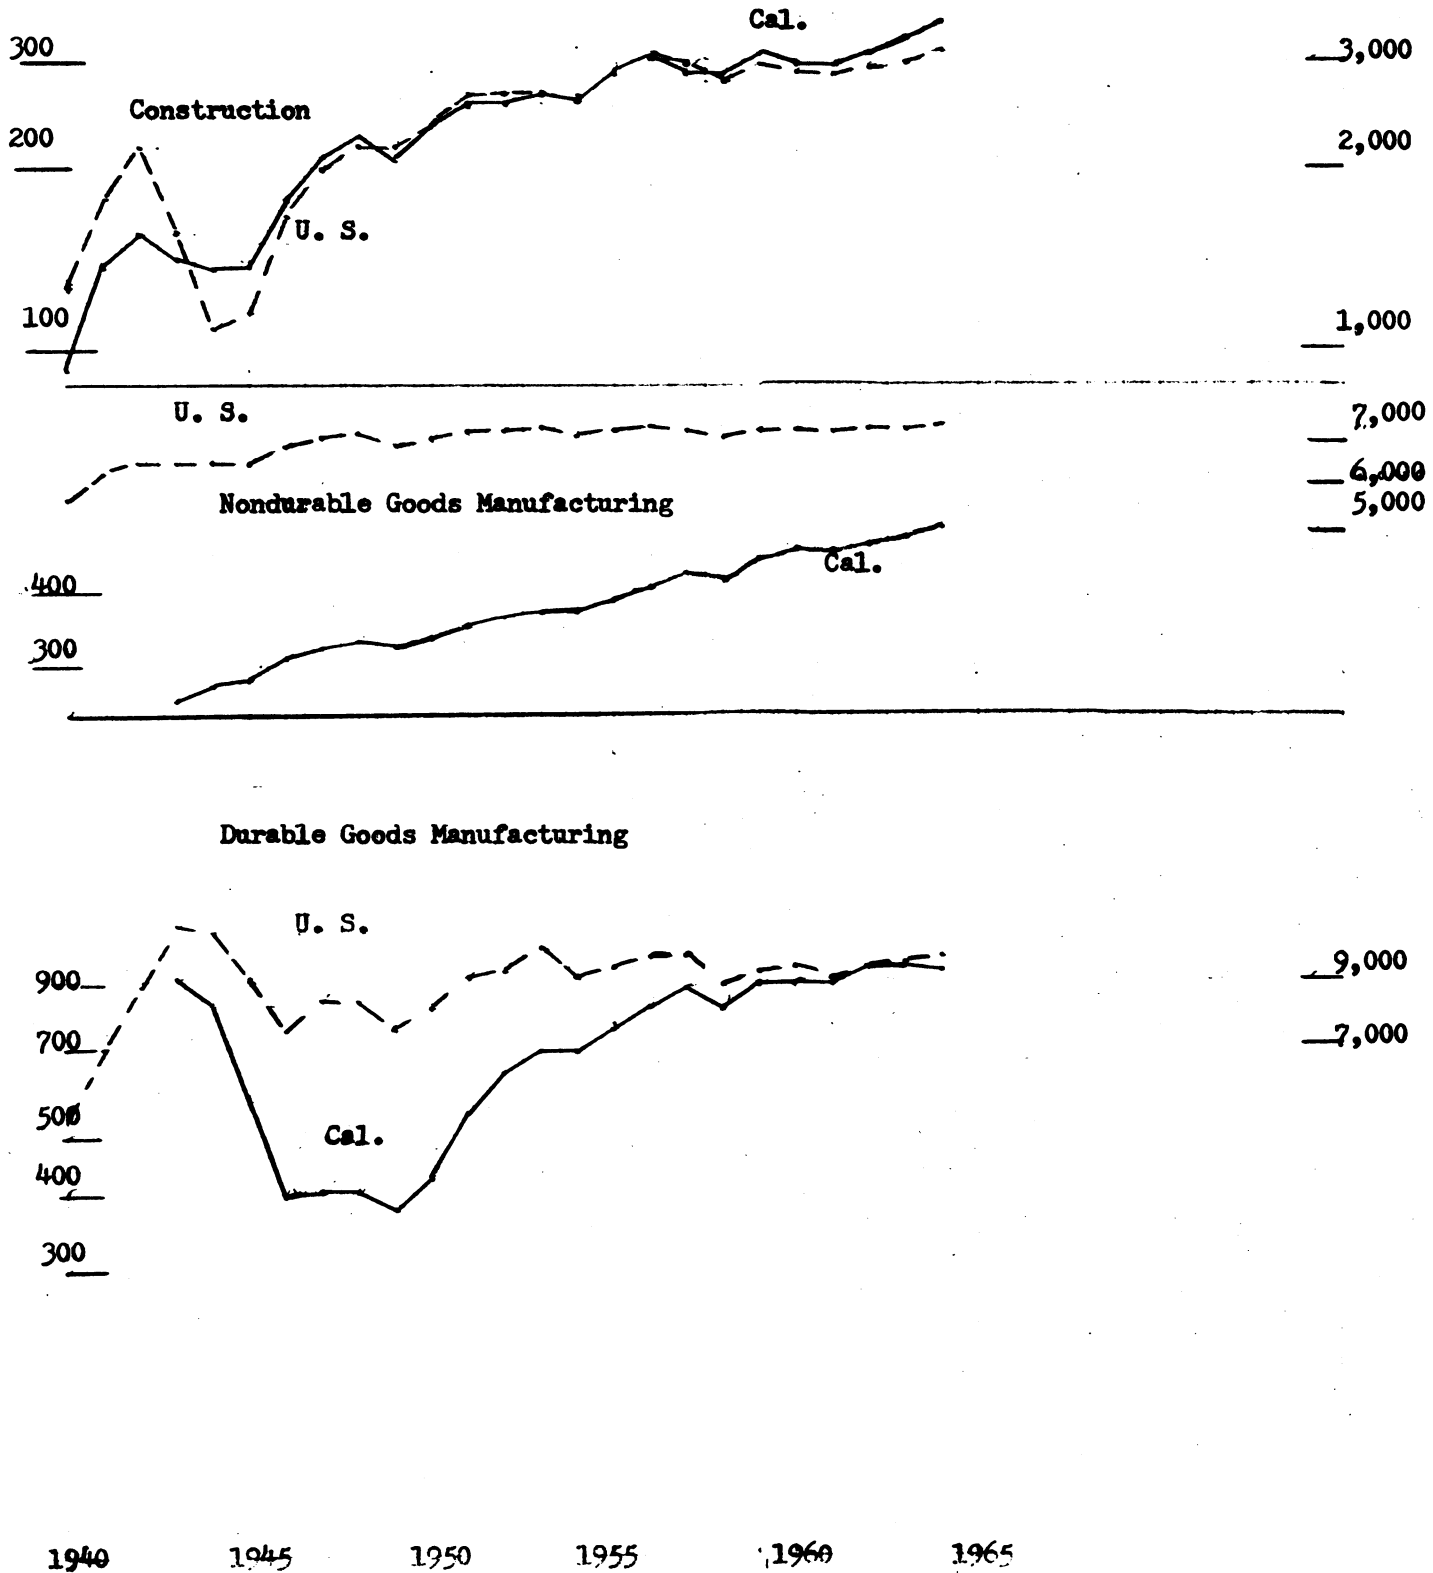 Cal.
300 3,000
Construction
200 2,000
U. S.
100 1,000
U. S. 7,000
6,000
Nondurable Goods Manufacturing 5,000
Cal.
400
300
Durable Goods Manufacturing
U. S.
900 9,000
700 7,000
500
Cal.
400
300
1940 1945 1950 1955 1960 1965